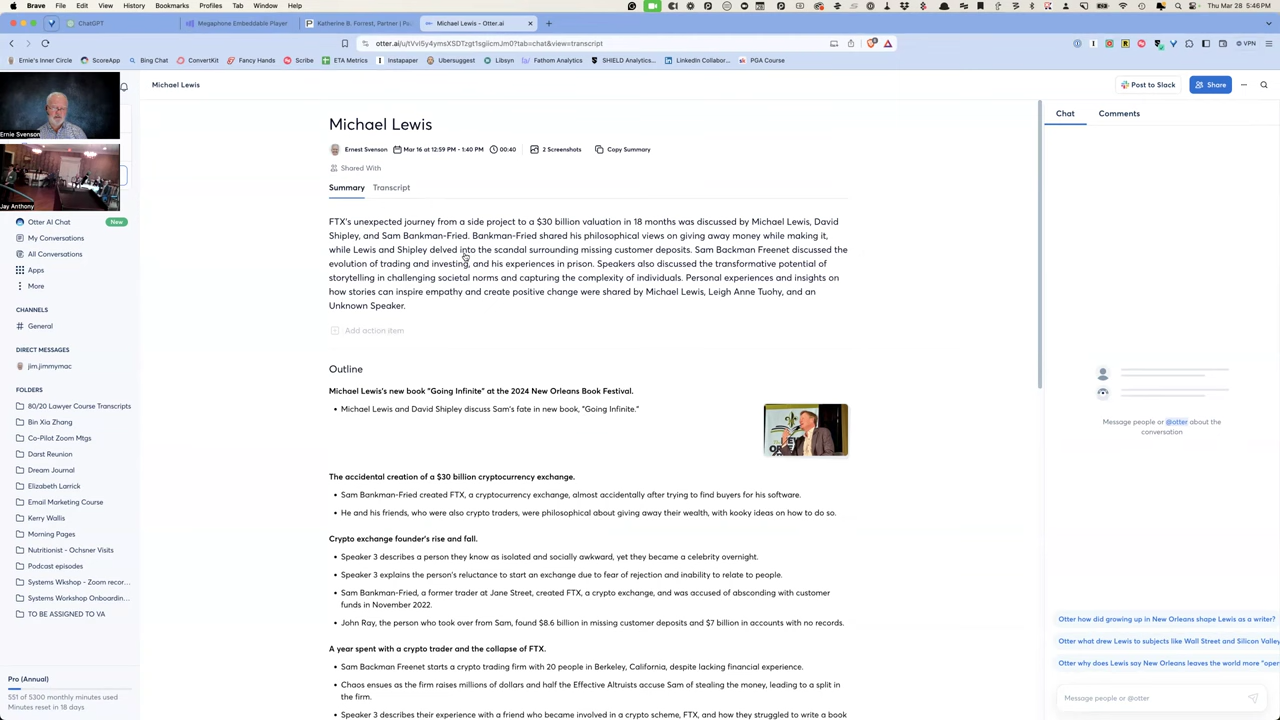 Brave File Edit View History Bookmarks Profiles Tab Window Help
Thu Mar 28 5:46 PM
ChatGPT
Megaphone Embeddable Player
Katherine B. Forrest, Partner | Pa
Michael Lewis - Otter.ai
otter.ai/u/tVvI5y4ymsXSDTzgt1sgiicmJm0?tab=chat&view=transcript
VPN
Ernie's Inner Circle ScoreApp Bing Chat ConvertKit Fancy Hands Scribe ETA Metrics Instapaper Ubersuggest Libsyn Fathom Analytics SHIELD Analytics... LinkedIn Collabor... PGA Course
Michael Lewis
Post to Slack
Share
Ernie Svenson
Jay Anthony
Otter AI Chat
New
My Conversations
All Conversations
Apps
More
CHANNELS
General
DIRECT MESSAGES
jim.jimmymac
FOLDERS
80/20 Lawyer Course Transcripts
Bin Xia Zhang
Co-Pilot Zoom Mtgs
Darst Reunion
Dream Journal
Elizabeth Larrick
Email Marketing Course
Kerry Wallis
Morning Pages
Nutritionist - Ochsner Visits
Podcast episodes
Systems Wkshop - Zoom recor...
Systems Workshop Onboardin...
TO BE ASSIGNED TO VA
Pro (Annual)
551 of 5300 monthly minutes used
Minutes reset in 18 days
Michael Lewis
Ernest Svenson Mar 16 at 12:59 PM - 1:40 PM 00:40 2 Screenshots Copy Summary
Shared With
Summary Transcript
FTX's unexpected journey from a side project to a $30 billion valuation in 18 months was discussed by Michael Lewis, David
Shipley, and Sam Bankman-Fried. Bankman-Fried shared his philosophical views on giving away money while making it,
while Lewis and Shipley delved into the scandal surrounding missing customer deposits. Sam Backman Freenet discussed the
evolution of trading and investing, and his experiences in prison. Speakers also discussed the transformative potential of
storytelling in challenging societal norms and capturing the complexity of individuals. Personal experiences and insights on
how stories can inspire empathy and create positive change were shared by Michael Lewis, Leigh Anne Tuohy, and an
Unknown Speaker.
Add action item
Outline
Michael Lewis's new book "Going Infinite" at the 2024 New Orleans Book Festival.
• Michael Lewis and David Shipley discuss Sam's fate in new book, "Going Infinite."
The accidental creation of a $30 billion cryptocurrency exchange.
• Sam Bankman-Fried created FTX, a cryptocurrency exchange, almost accidentally after trying to find buyers for his software.
• He and his friends, who were also crypto traders, were philosophical about giving away their wealth, with kooky ideas on how to do so.
Crypto exchange founder's rise and fall.
• Speaker 3 describes a person they know as isolated and socially awkward, yet they became a celebrity overnight.
• Speaker 3 explains the person's reluctance to start an exchange due to fear of rejection and inability to relate to people.
• Sam Bankman-Fried, a former trader at Jane Street, created FTX, a crypto exchange, and was accused of absconding with customer
funds in November 2022.
• John Ray, the person who took over from Sam, found $8.6 billion in missing customer deposits and $7 billion in accounts with no records.
A year spent with a crypto trader and the collapse of FTX.
• Sam Backman Freenet starts a crypto trading firm with 20 people in Berkeley, California, despite lacking financial experience.
• Chaos ensues as the firm raises millions of dollars and half the Effective Altruists accuse Sam of stealing the money, leading to a split in
the firm.
• Speaker 3 describes their experience with a friend who became involved in a crypto scheme, FTX, and how they struggled to write a book
Chat Comments
Message people or @otter about the
conversation
Otter how did growing up in New Orleans shape Lewis as a writer?
Otter what drew Lewis to subjects like Wall Street and Silicon Valley
Otter why does Lewis say New Orleans leaves the world more "open
Message people or @otter